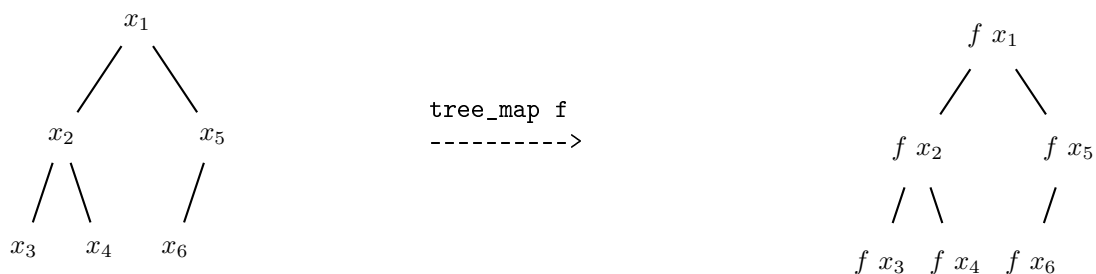 x₁
f x₁
tree_map f
---------->
x₂ x₅
f x₂ f x₅
x₃ x₄ x₆
f x₃ f x₄ f x₆